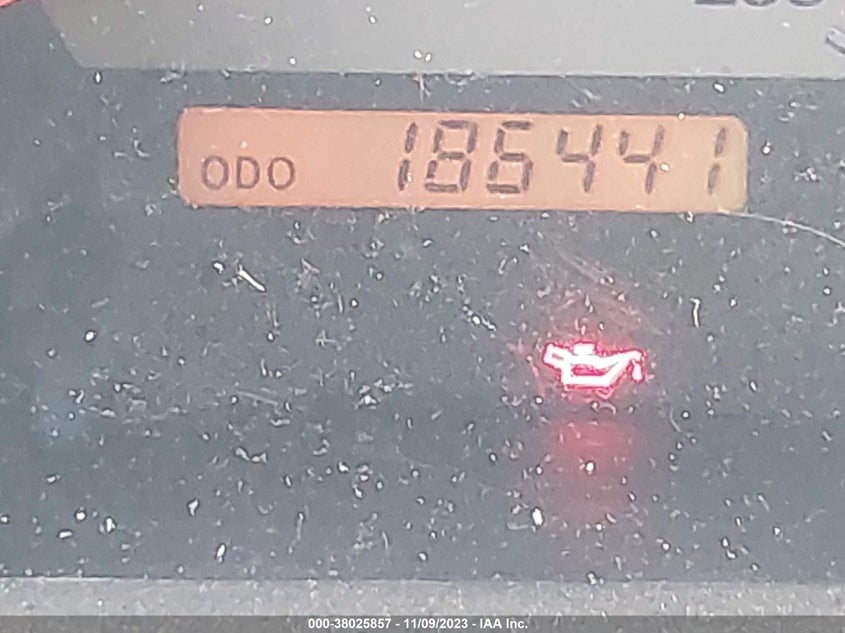 ODO 186441
000-38025857 - 11/09/2023 - IAA Inc.